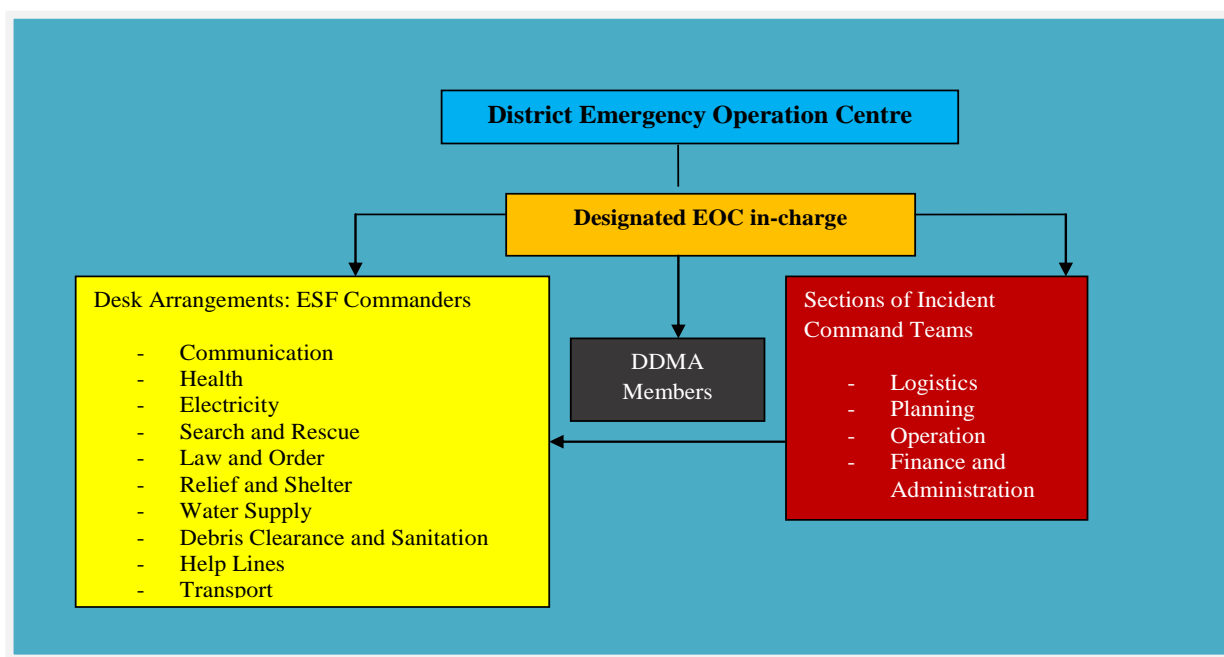 District Emergency Operation Centre
Designated EOC in-charge
Desk Arrangements: ESF Commanders
- Communication
- Health
- Electricity
- Search and Rescue
- Law and Order
- Relief and Shelter
- Water Supply
- Debris Clearance and Sanitation
- Help Lines
- Transport
DDMA
Members
Sections of Incident
Command Teams
- Logistics
- Planning
- Operation
- Finance and
Administration